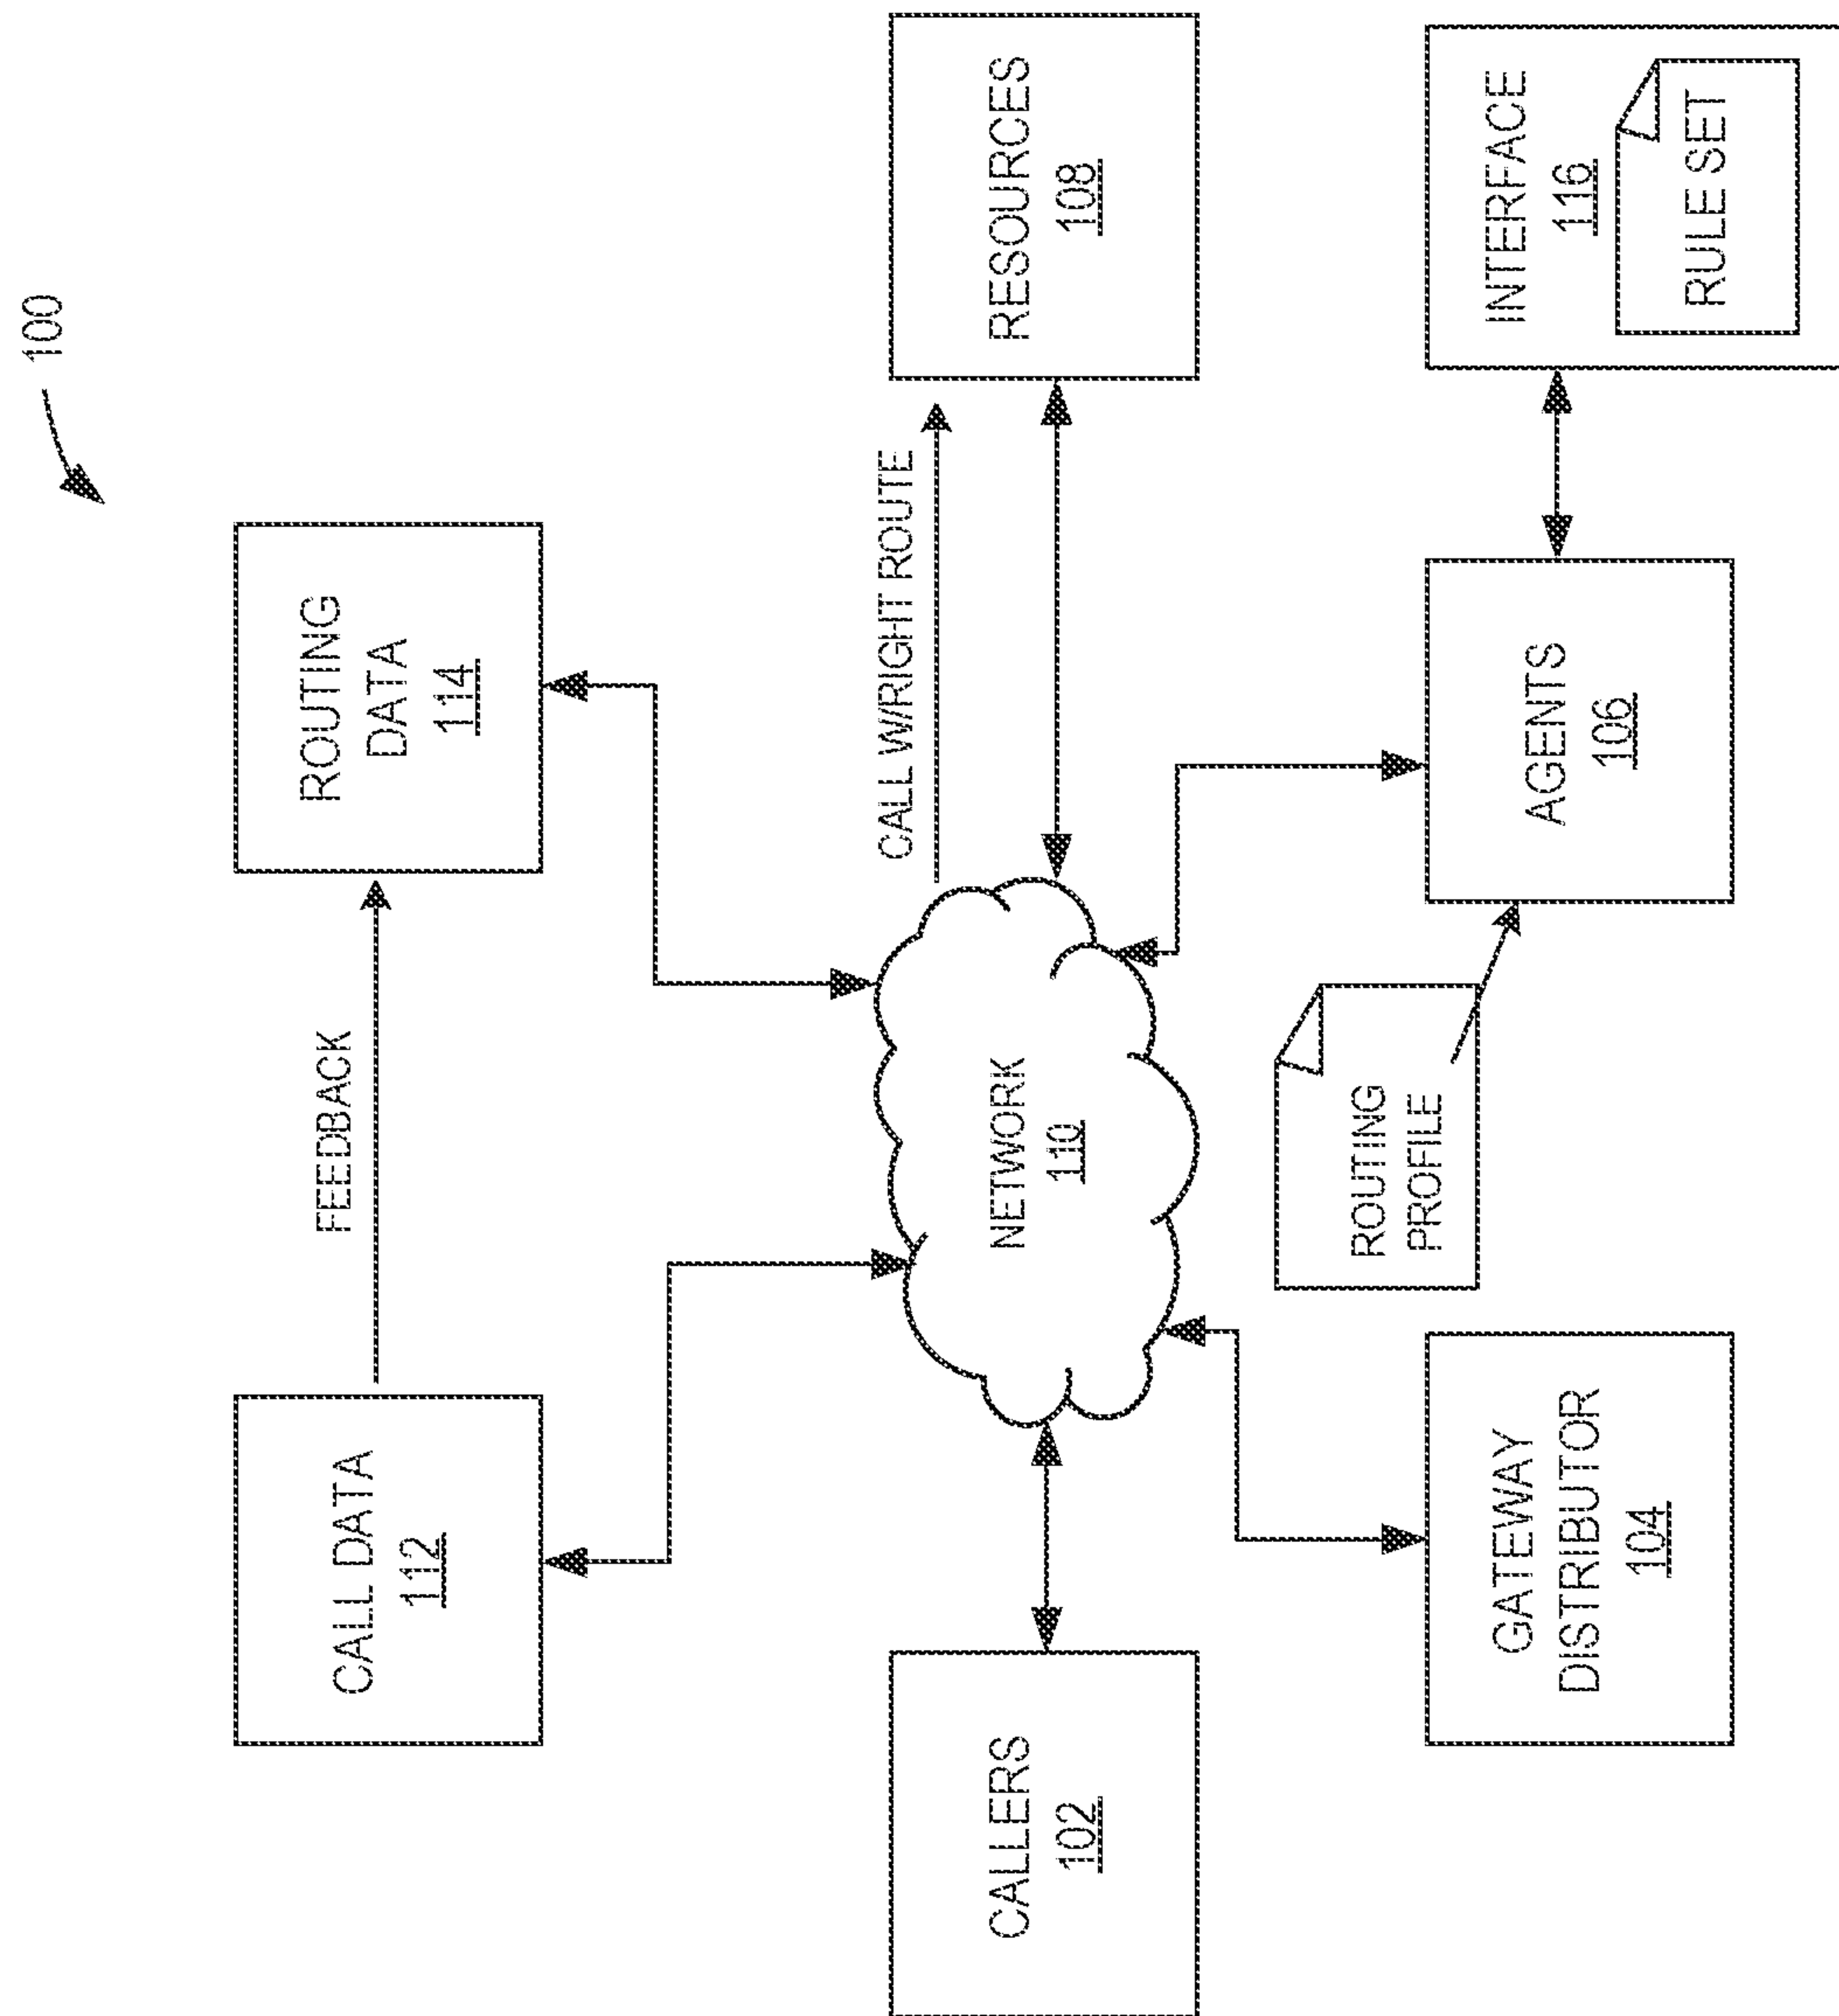 100
CALL DATA
112
FEEDBACK
ROUTING
DATA
114
CALLERS
102
NETWORK
110
CALL W/RIGHT ROUTE
RESOURCES
108
GATEWAY
DISTRIBUTOR
104
ROUTING
PROFILE
AGENTS
106
INTERFACE
116
RULE SET